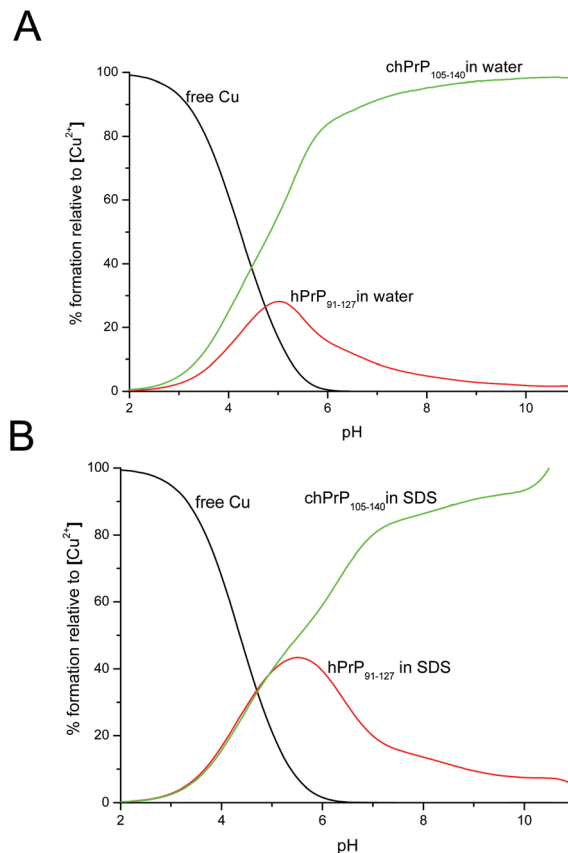 A
chPrP105-140 in water
free Cu
hPrP91-127 in water
% formation relative to [Cu2+]
100
80
60
40
20
0
2 4 6 8 10
pH
B
free Cu
chPrP105-140 in SDS
hPrP91-127 in SDS
% formation relative to [Cu2+]
100
80
60
40
20
0
2 4 6 8 10
pH